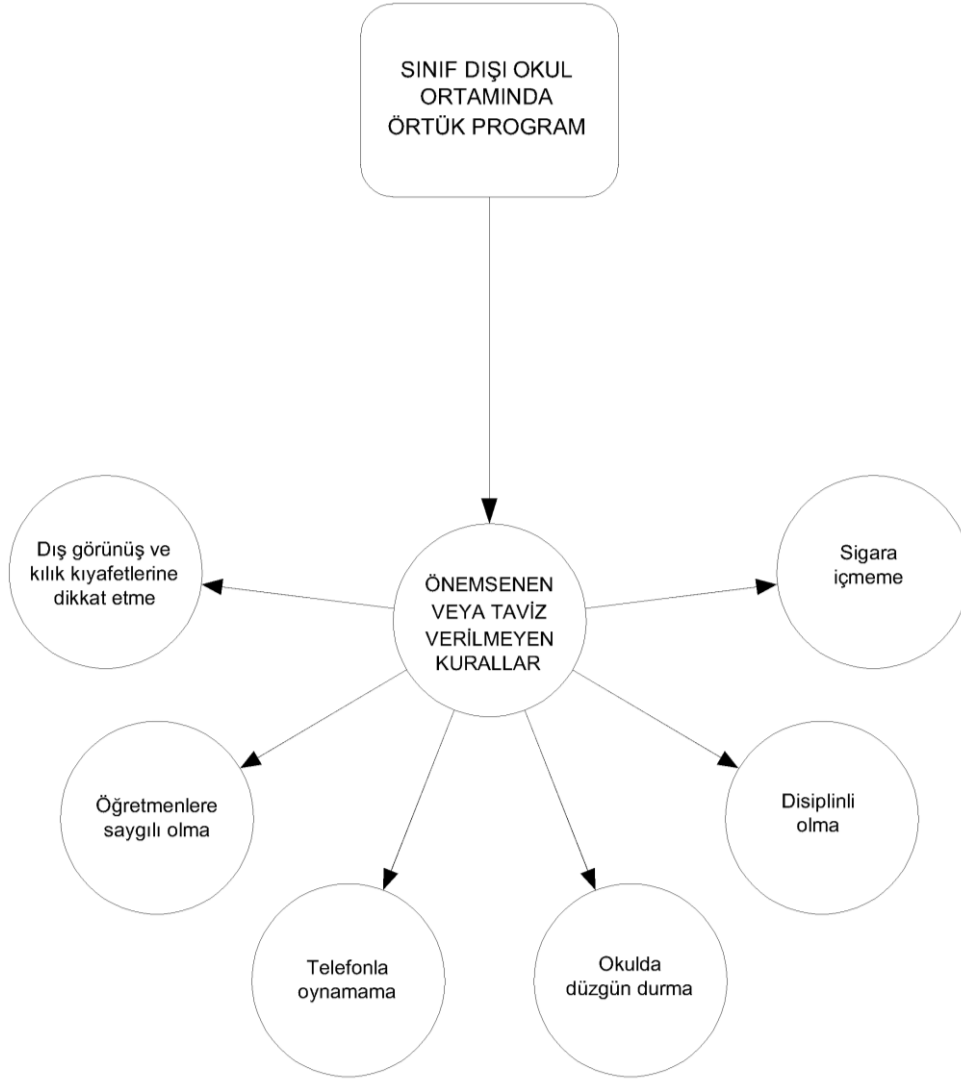 SINIF DIŞI OKUL
ORTAMINDA
ÖRTÜK PROGRAM
Dış görünüş ve
kılık kıyafetlerine
dikkat etme
ÖNEMSENEN
VEYA TAVİZ
VERİLMEYEN
KURALLAR
Sigara
içmeme
Öğretmenlere
saygılı olma
Disiplinli
olma
Telefonla
oynamama
Okulda
düzgün durma